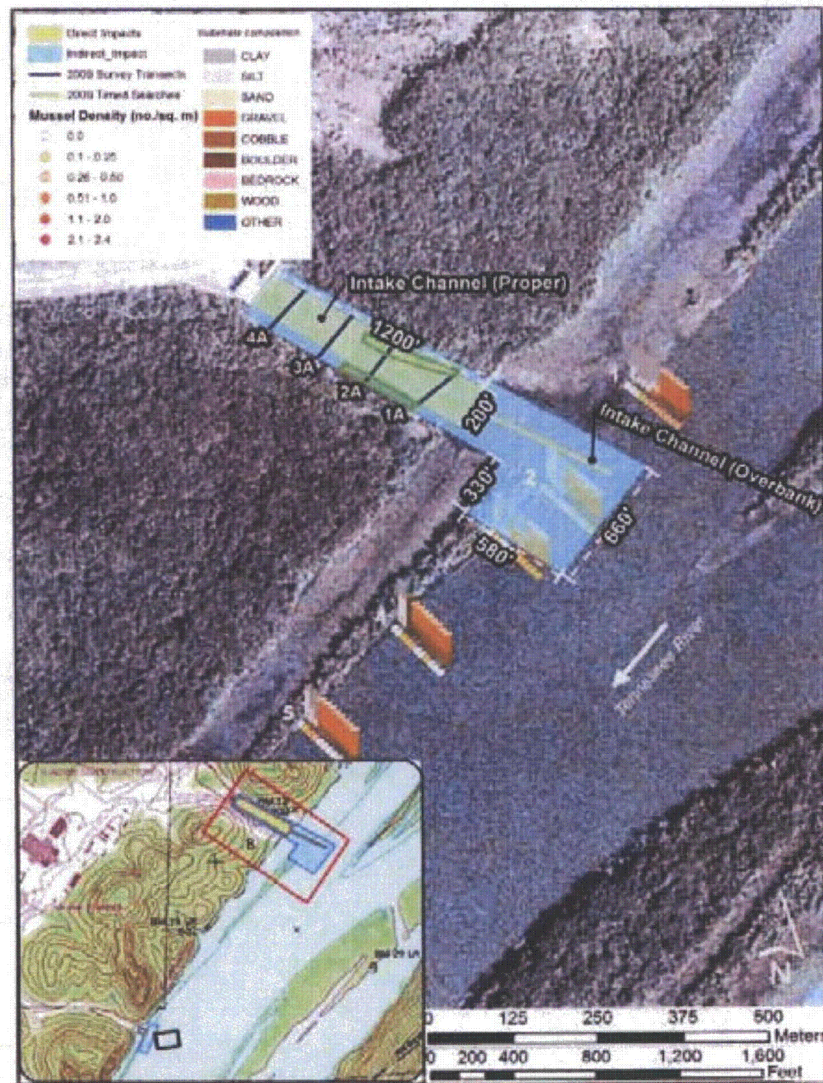 Direct Impacts
Indirect_Impact
2009 Survey Transects
2009 Timed Searches
Mussel Density (no./sq. m)
0.0
0.1 - 0.25
0.26 - 0.50
0.51 - 1.0
1.1 - 2.0
2.1 - 2.4
Substrate composition
CLAY
SILT
SAND
GRAVEL
COBBLE
BOULDER
BEDROCK
WOOD
OTHER
Intake Channel (Proper)
1200'
4A
3A
2A
1A
200'
Intake Channel (Overbank)
330'
2
580'
660'
Tennessee River
5
N
0 125 250 375 500
Meters
0 200 400 800 1,200 1,600
Feet